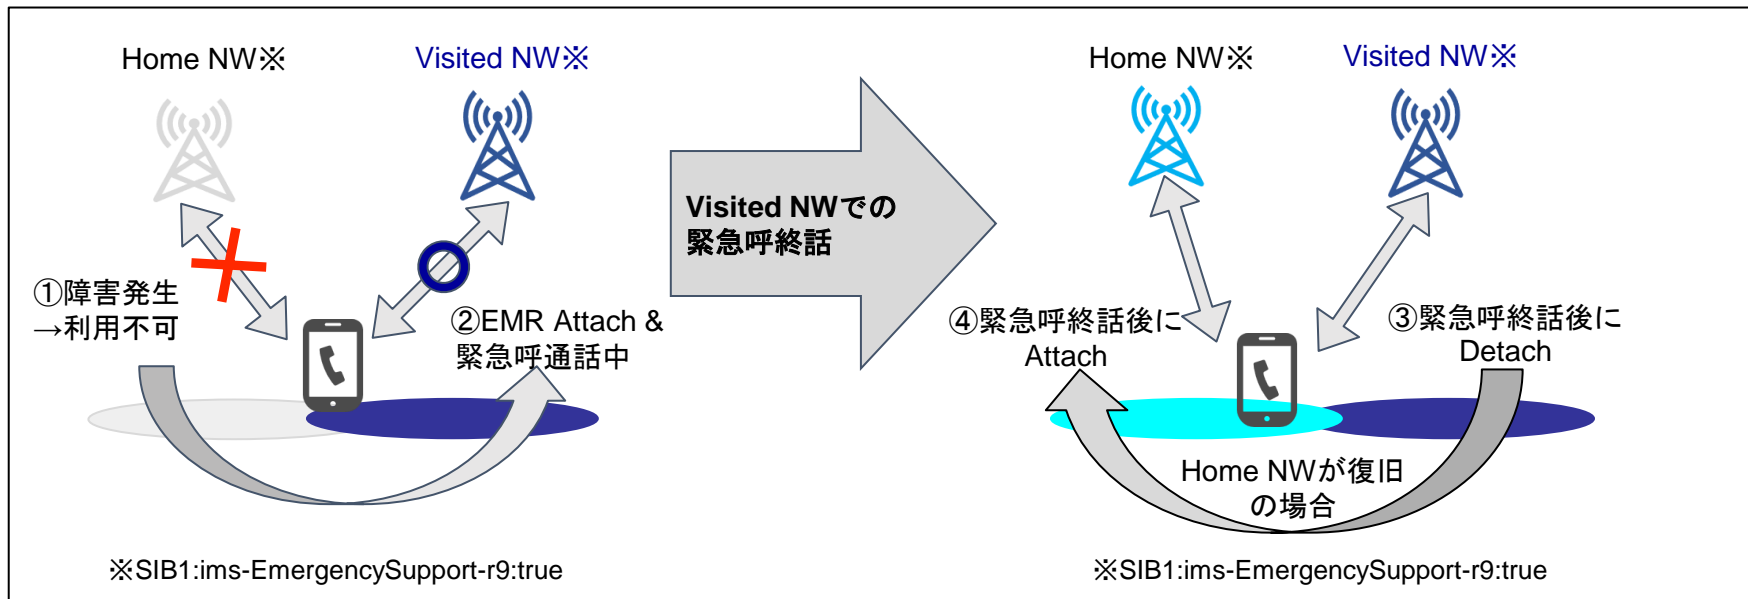 Home NW※
Visited NW※
①障害発生
→利用不可
②EMR Attach &
緊急呼通話中
※SIB1:ims-EmergencySupport-r9:true
Visited NWでの
緊急呼終話
Home NW※
Visited NW※
④緊急呼終話後に
Attach
③緊急呼終話後に
Detach
Home NWが復旧
の場合
※SIB1:ims-EmergencySupport-r9:true